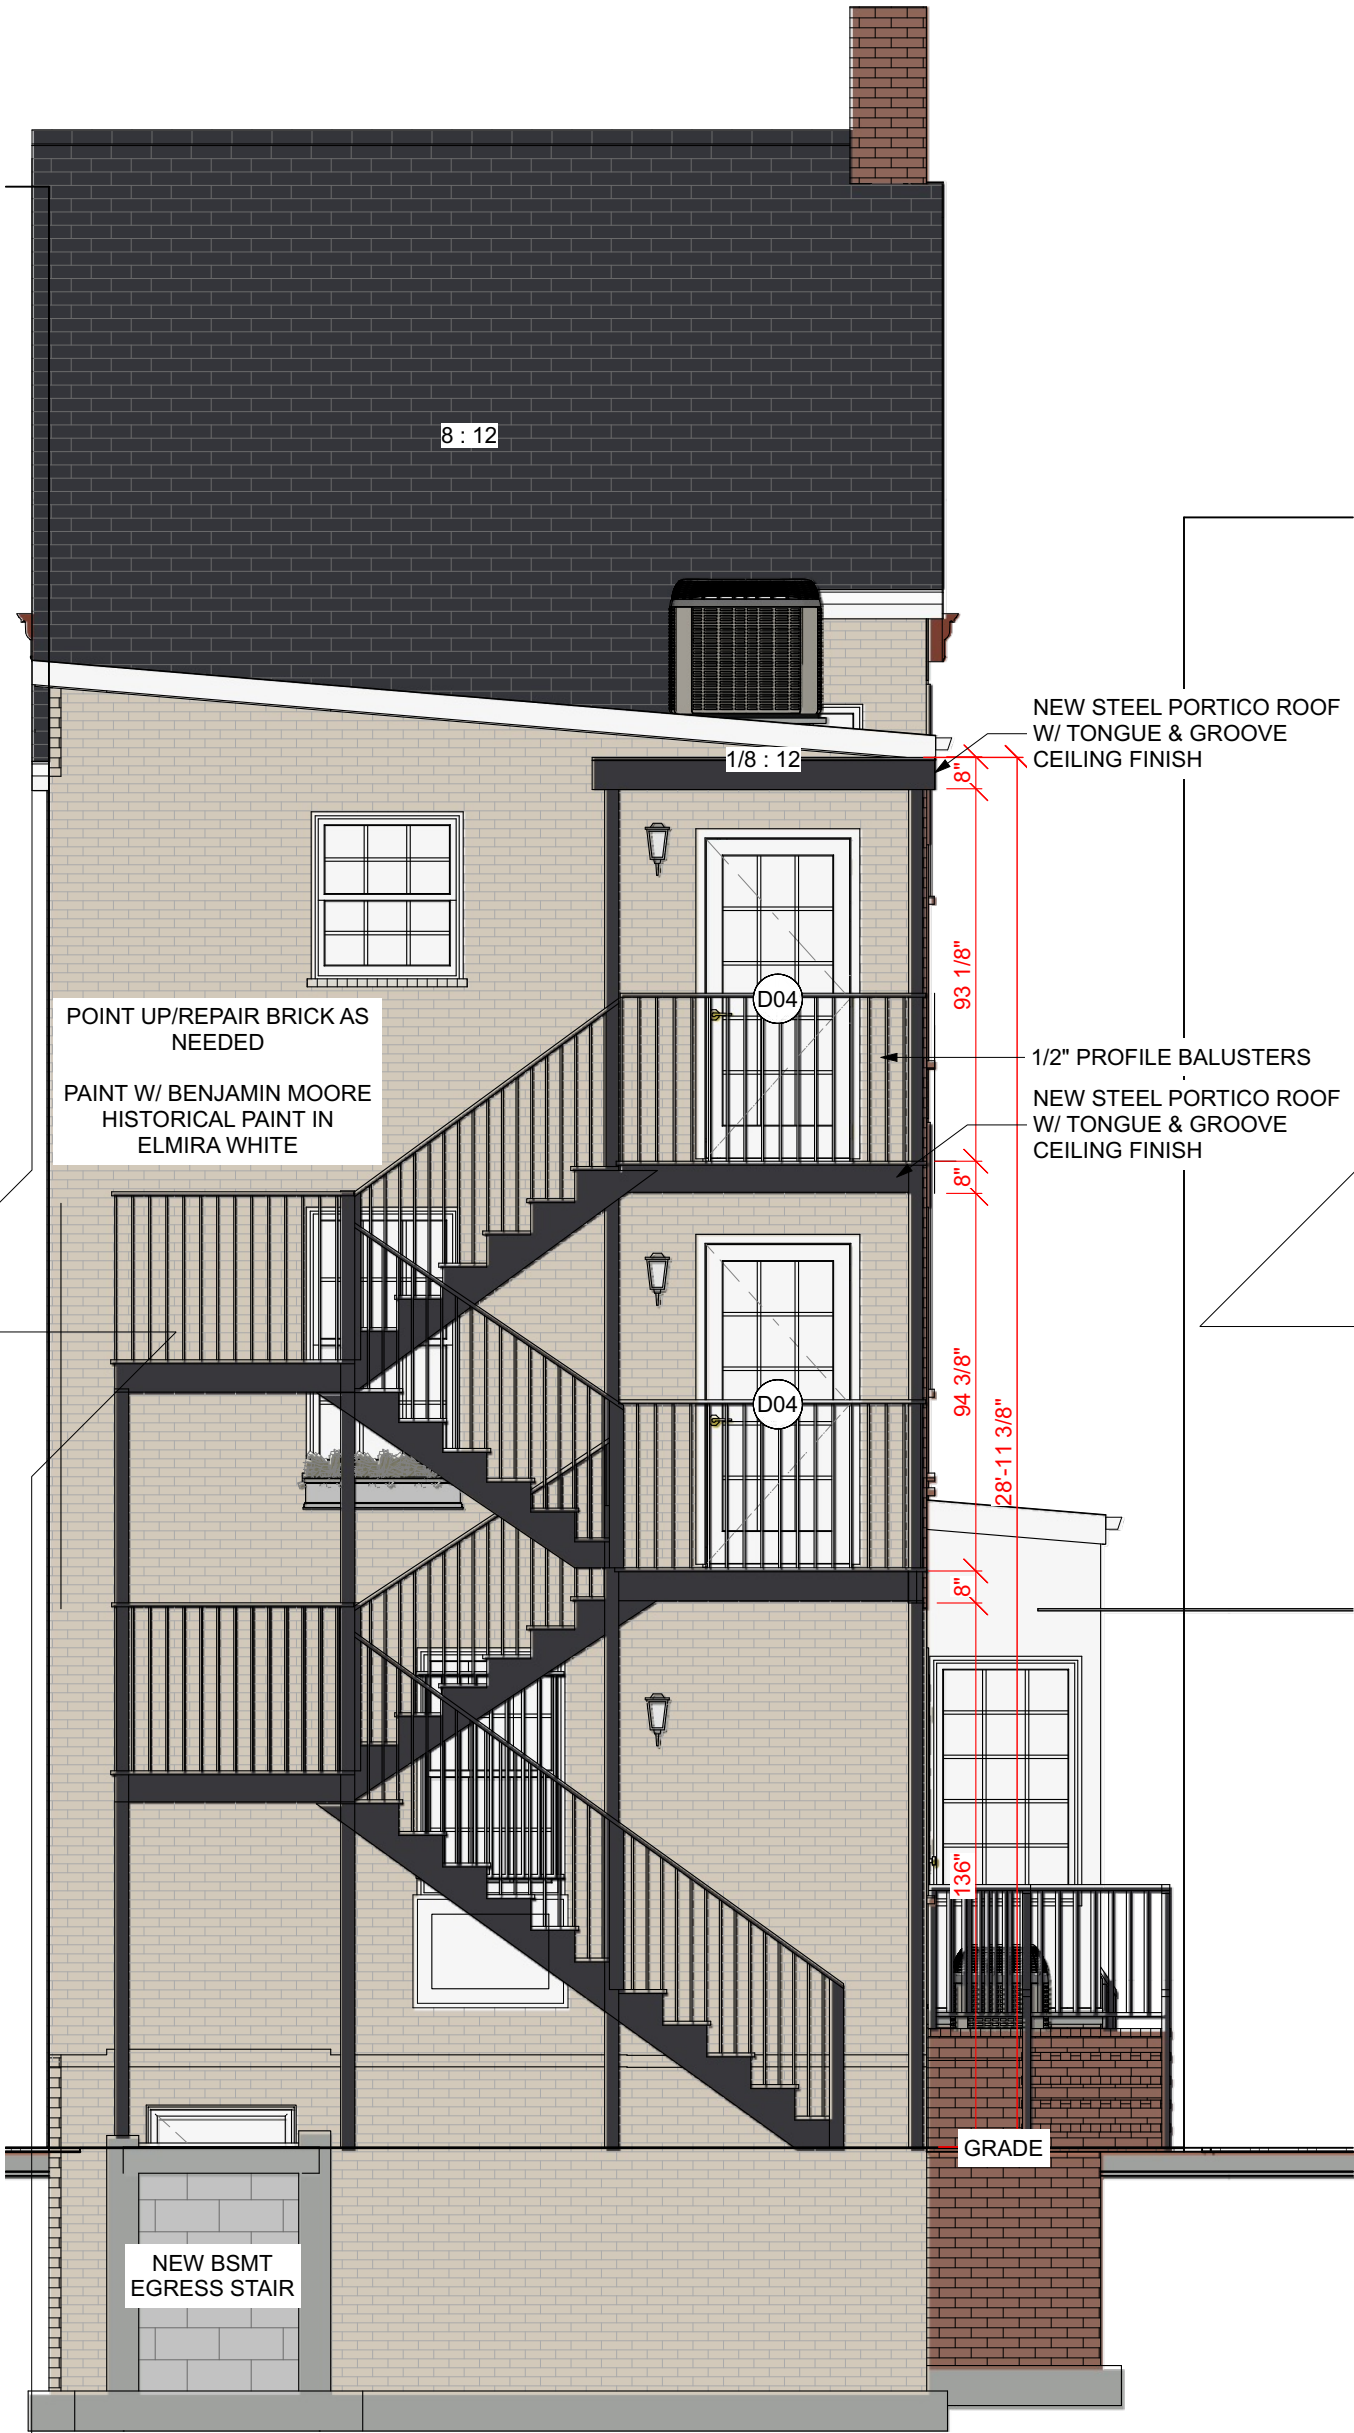 8 : 12
NEW STEEL PORTICO ROOF
W/ TONGUE & GROOVE
CEILING FINISH
1/8 : 12
8"
93 1/8"
D04
POINT UP/REPAIR BRICK AS
NEEDED
PAINT W/ BENJAMIN MOORE
HISTORICAL PAINT IN
ELMIRA WHITE
1/2" PROFILE BALUSTERS
NEW STEEL PORTICO ROOF
W/ TONGUE & GROOVE
CEILING FINISH
8"
94 3/8"
28'-11 3/8"
D04
8"
136"
GRADE
NEW BSMT
EGRESS STAIR